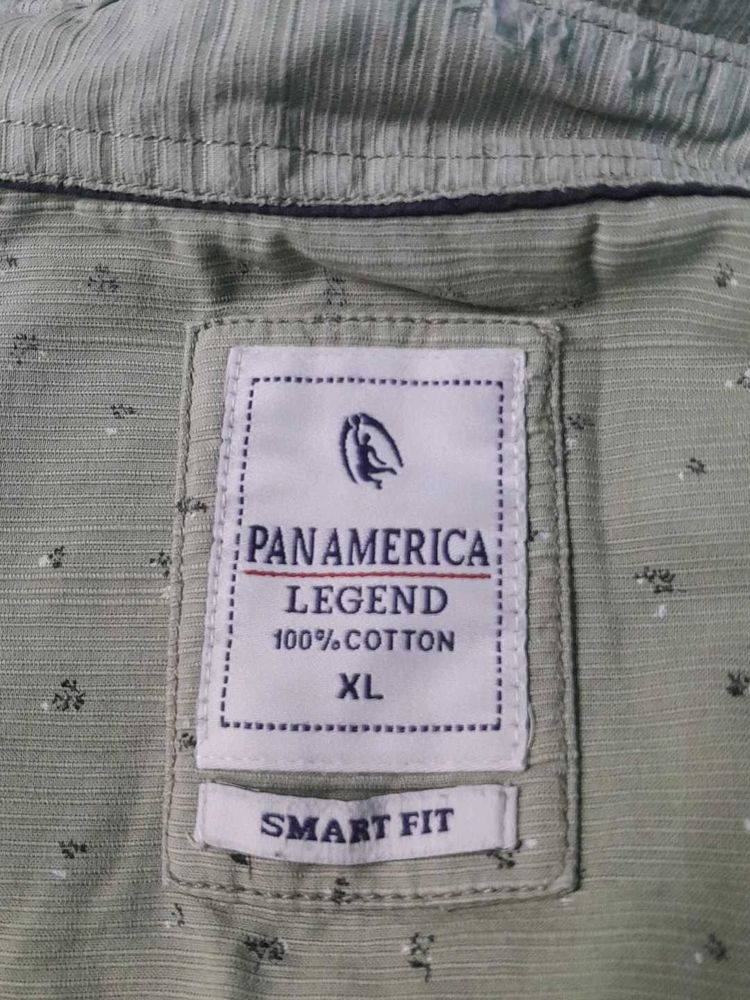 PANAMERICA
LEGEND
100% COTTON
XL
SMART FIT